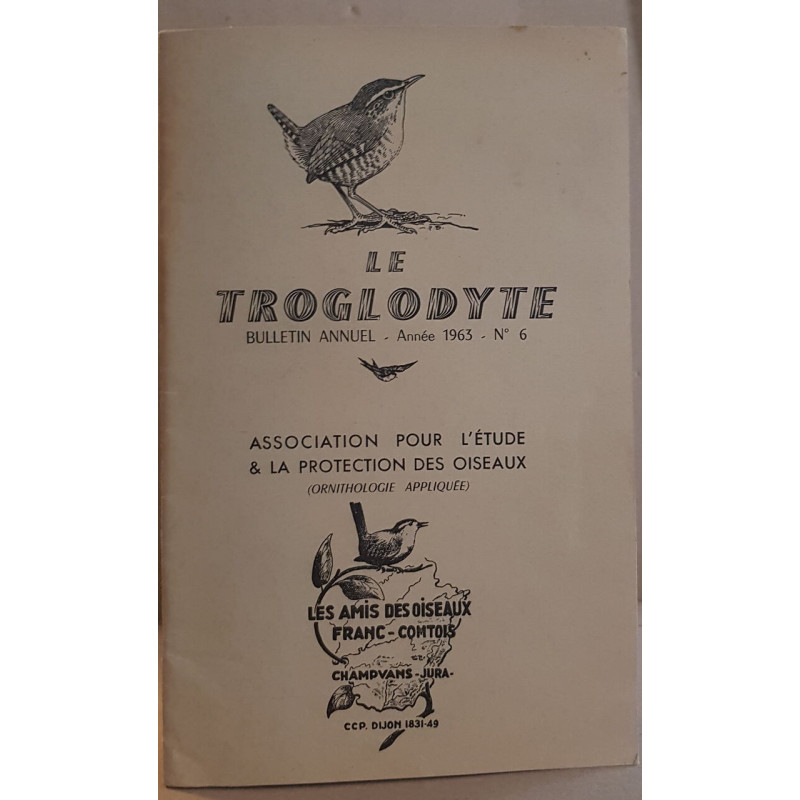 LE
TROGLODYTE
BULLETIN ANNUEL - Année 1963 - N° 6
ASSOCIATION POUR L'ÉTUDE
& LA PROTECTION DES OISEAUX
(ORNITHOLOGIE APPLIQUÉE)
LES AMIS DES OISEAUX
FRANC-COMTOIS
CHAMPVANS-JURA-
CCP. DIJON 1831-49